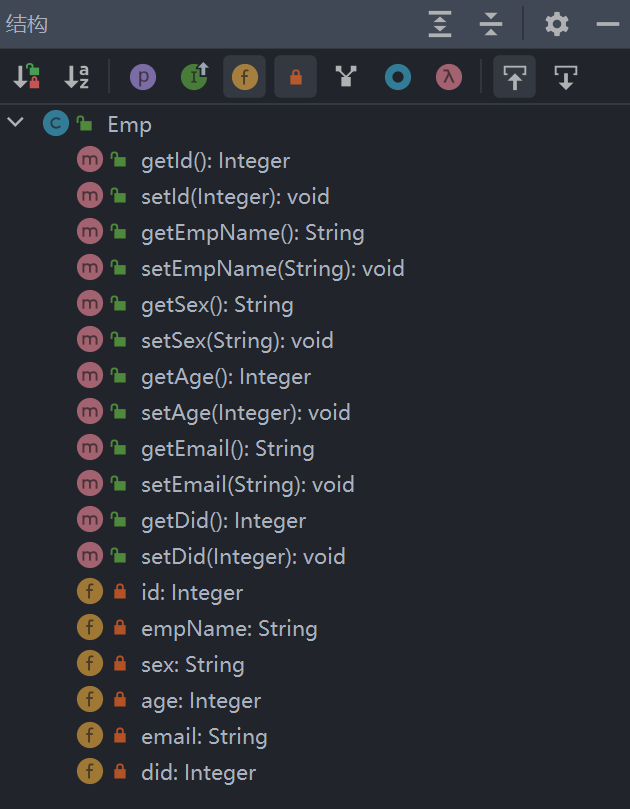 结构
a
z
p
I
f
λ
C Emp
m getId(): Integer
m setId(Integer): void
m getEmpName(): String
m setEmpName(String): void
m getSex(): String
m setSex(String): void
m getAge(): Integer
m setAge(Integer): void
m getEmail(): String
m setEmail(String): void
m getDid(): Integer
m setDid(Integer): void
f id: Integer
f empName: String
f sex: String
f age: Integer
f email: String
f did: Integer